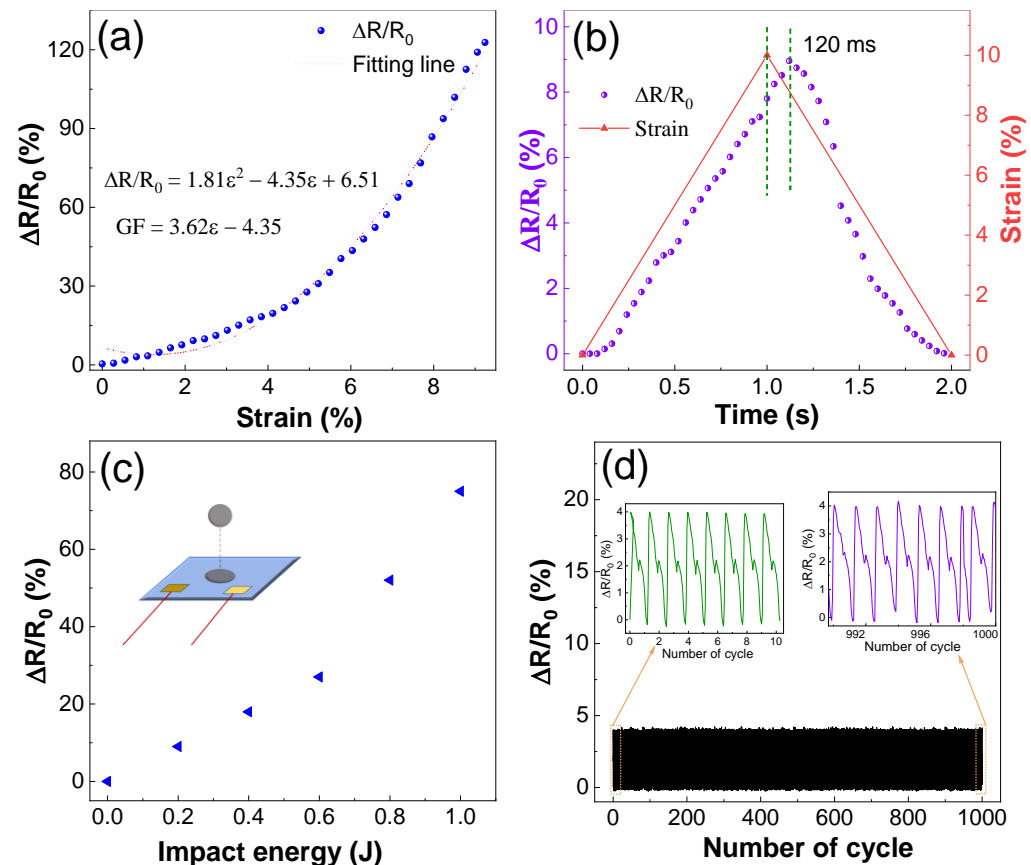 (a)
ΔR/R₀
Fitting line
ΔR/R₀ = 1.81ε² − 4.35ε + 6.51
GF = 3.62ε − 4.35
120
90
60
30
0
ΔR/R₀ (%)
0 2 4 6 8
Strain (%)
(b)
120 ms
ΔR/R₀
Strain
10
8
6
4
2
0
ΔR/R₀ (%)
10
8
6
4
2
0
Strain (%)
0.0 0.5 1.0 1.5 2.0
Time (s)
(c)
80
60
40
20
0
ΔR/R₀ (%)
0.0 0.2 0.4 0.6 0.8 1.0
Impact energy (J)
(d)
20
15
10
5
0
ΔR/R₀ (%)
4
3
2
1
0
ΔR/R₀ (%)
0 2 4 6 8 10
Number of cycle
4
3
2
1
0
ΔR/R₀ (%)
992 996 1000
Number of cycle
0 200 400 600 800 1000
Number of cycle